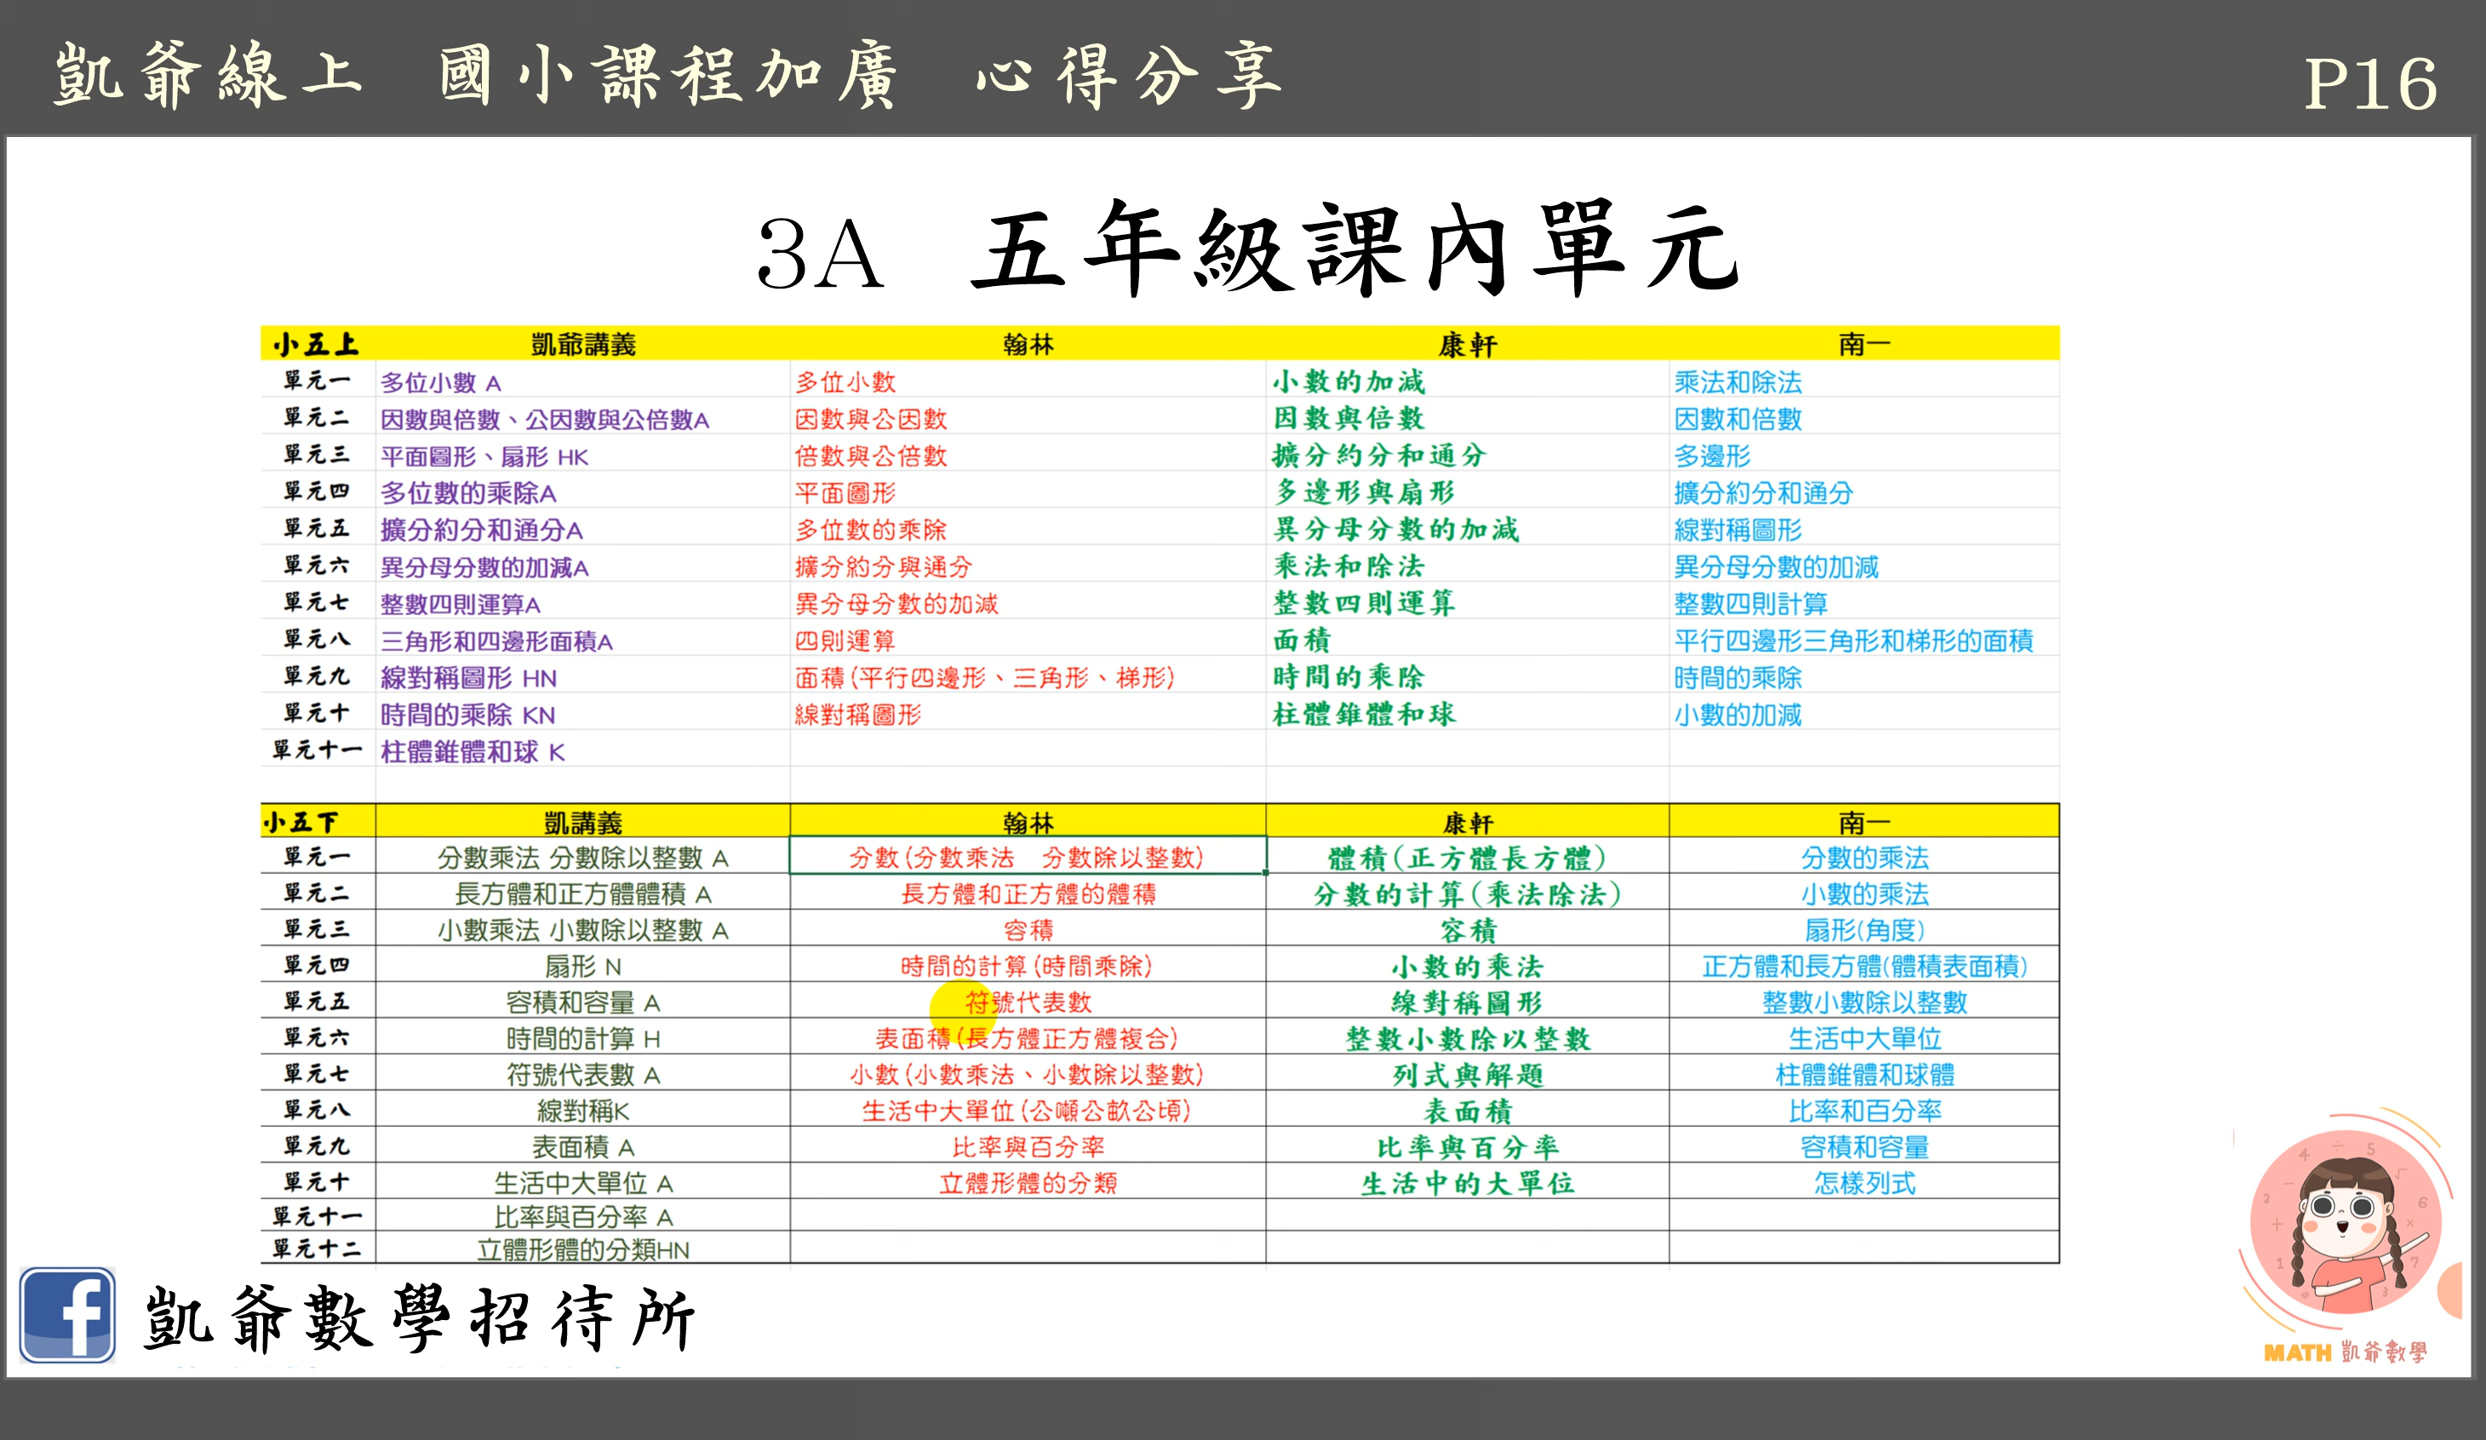 凱爺線上 國小課程加廣 心得分享 P16
3A 五年級課內單元
小五上 凱爺講義 翰林 康軒 南一
單元一 多位小數 A 多位小數 小數的加減 乘法和除法
單元二 因數與倍數、公因數與公倍數A 因數與公因數 因數與倍數 因數和倍數
單元三 平面圖形、扇形 HK 倍數與公倍數 擴分約分和通分 多邊形
單元四 多位數的乘除A 平面圖形 多邊形與扇形 擴分約分和通分
單元五 擴分約分和通分A 多位數的乘除 異分母分數的加減 線對稱圖形
單元六 異分母分數的加減A 擴分約分與通分 乘法和除法 異分母分數的加減
單元七 整數四則運算A 異分母分數的加減 整數四則運算 整數四則計算
單元八 三角形和四邊形面積A 四則運算 面積 平行四邊形三角形和梯形的面積
單元九 線對稱圖形 HN 面積(平行四邊形、三角形、梯形) 時間的乘除 時間的乘除
單元十 時間的乘除 KN 線對稱圖形 柱體錐體和球 小數的加減
單元十一 柱體錐體和球 K
小五下 凱講義 翰林 康軒 南一
單元一 分數乘法 分數除以整數 A 分數(分數乘法 分數除以整數) 體積(正方體長方體) 分數的乘法
單元二 長方體和正方體體積 A 長方體和正方體的體積 分數的計算(乘法除法) 小數的乘法
單元三 小數乘法 小數除以整數 A 容積 容積 扇形(角度)
單元四 扇形 N 時間的計算(時間乘除) 小數的乘法 正方體和長方體(體積表面積)
單元五 容積和容量 A 符號代表數 線對稱圖形 整數小數除以整數
單元六 時間的計算 H 表面積(長方體正方體複合) 整數小數除以整數 生活中大單位
單元七 符號代表數 A 小數(小數乘法、小數除以整數) 列式與解題 柱體錐體和球體
單元八 線對稱K 生活中大單位(公噸公畝公頃) 表面積 比率和百分率
單元九 表面積 A 比率與百分率 比率與百分率 容積和容量
單元十 生活中大單位 A 立體形體的分類 生活中的大單位 怎樣列式
單元十一 比率與百分率 A
單元十二 立體形體的分類HN
f 凱爺數學招待所
MATH 凱爺數學